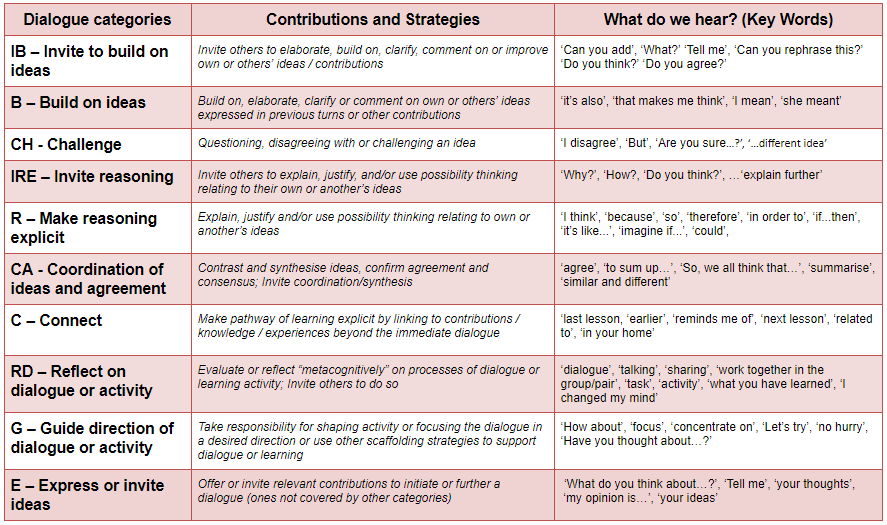 Dialogue categories
Contributions and Strategies
What do we hear? (Key Words)
IB – Invite to build on
ideas
Invite others to elaborate, build on, clarify, comment on or improve
own or others’ ideas / contributions
‘Can you add’, ‘What?’ ‘Tell me’, ‘Can you rephrase this?’
‘Do you think?’ ‘Do you agree?’
B – Build on ideas
Build on, elaborate, clarify or comment on own or others’ ideas
expressed in previous turns or other contributions
‘it’s also’, ‘that makes me think’, ‘I mean’, ‘she meant’
CH - Challenge
Questioning, disagreeing with or challenging an idea
‘I disagree’, ‘But’, ‘Are you sure...?’, ‘...different idea’
IRE – Invite reasoning
Invite others to explain, justify, and/or use possibility thinking
relating to their own or another’s ideas
‘Why?’, ‘How?, ‘Do you think?’, …‘explain further’
R – Make reasoning
explicit
Explain, justify and/or use possibility thinking relating to own or
another’s ideas
‘I think’, ‘because’, ‘so’, ‘therefore’, ‘in order to’, ‘if...then’,
‘it’s like…’, ‘imagine if...’, ‘could’,
CA - Coordination of
ideas and agreement
Contrast and synthesise ideas, confirm agreement and
consensus; Invite coordination/synthesis
‘agree’, ‘to sum up…’, ‘So, we all think that…’, ‘summarise’,
‘similar and different’
C – Connect
Make pathway of learning explicit by linking to contributions /
knowledge / experiences beyond the immediate dialogue
‘last lesson, ‘earlier’, ‘reminds me of’, ‘next lesson’, ‘related
to’, ‘in your home’
RD – Reflect on
dialogue or activity
Evaluate or reflect “metacognitively” on processes of dialogue or
learning activity; Invite others to do so
‘dialogue’, ‘talking’, ‘sharing’, ‘work together in the
group/pair’, ‘task’, ‘activity’, ‘what you have learned’, ‘I
changed my mind’
G – Guide direction of
dialogue or activity
Take responsibility for shaping activity or focusing the dialogue in
a desired direction or use other scaffolding strategies to support
dialogue or learning
‘How about’, ‘focus’, ‘concentrate on’, ‘Let’s try’, ‘no hurry’,
‘Have you thought about…?’
E – Express or invite
ideas
Offer or invite relevant contributions to initiate or further a
dialogue (ones not covered by other categories)
‘What do you think about…?’, ‘Tell me’, ‘your thoughts’,
‘my opinion is…’, ‘your ideas’